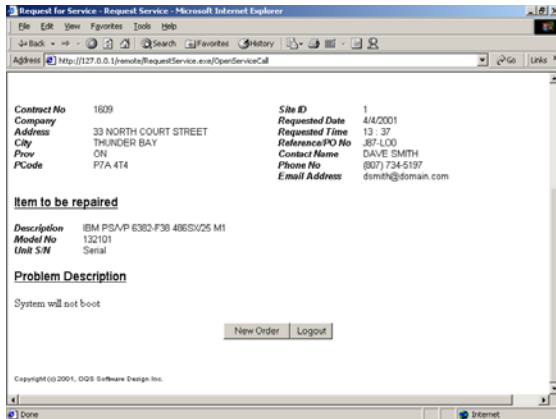 Request for Service - Request Service - Microsoft Internet Explorer
File Edit View Favorites Tools Help
Back Search Favorites History
Address http://127.0.0.1/remote/RequestService.exe/OpenServiceCall Go Links
Contract No 1609 Site ID 1
Company Requested Date 4/4/2001
Address 33 NORTH COURT STREET Requested Time 13 : 37
City THUNDER BAY Reference/PO No J87-LO0
Prov ON Contact Name DAVE SMITH
PCode P7A 4T4 Phone No (807) 734-5197
Email Address dsmith@domain.com
Item to be repaired
Description IBM PS/VP 6382-F38 486SX/25 M1
Model No 132101
Unit S/N Serial
Problem Description
System will not boot
New Order Logout
Copyright (c) 2001, OQS Software Design Inc.
Done Internet